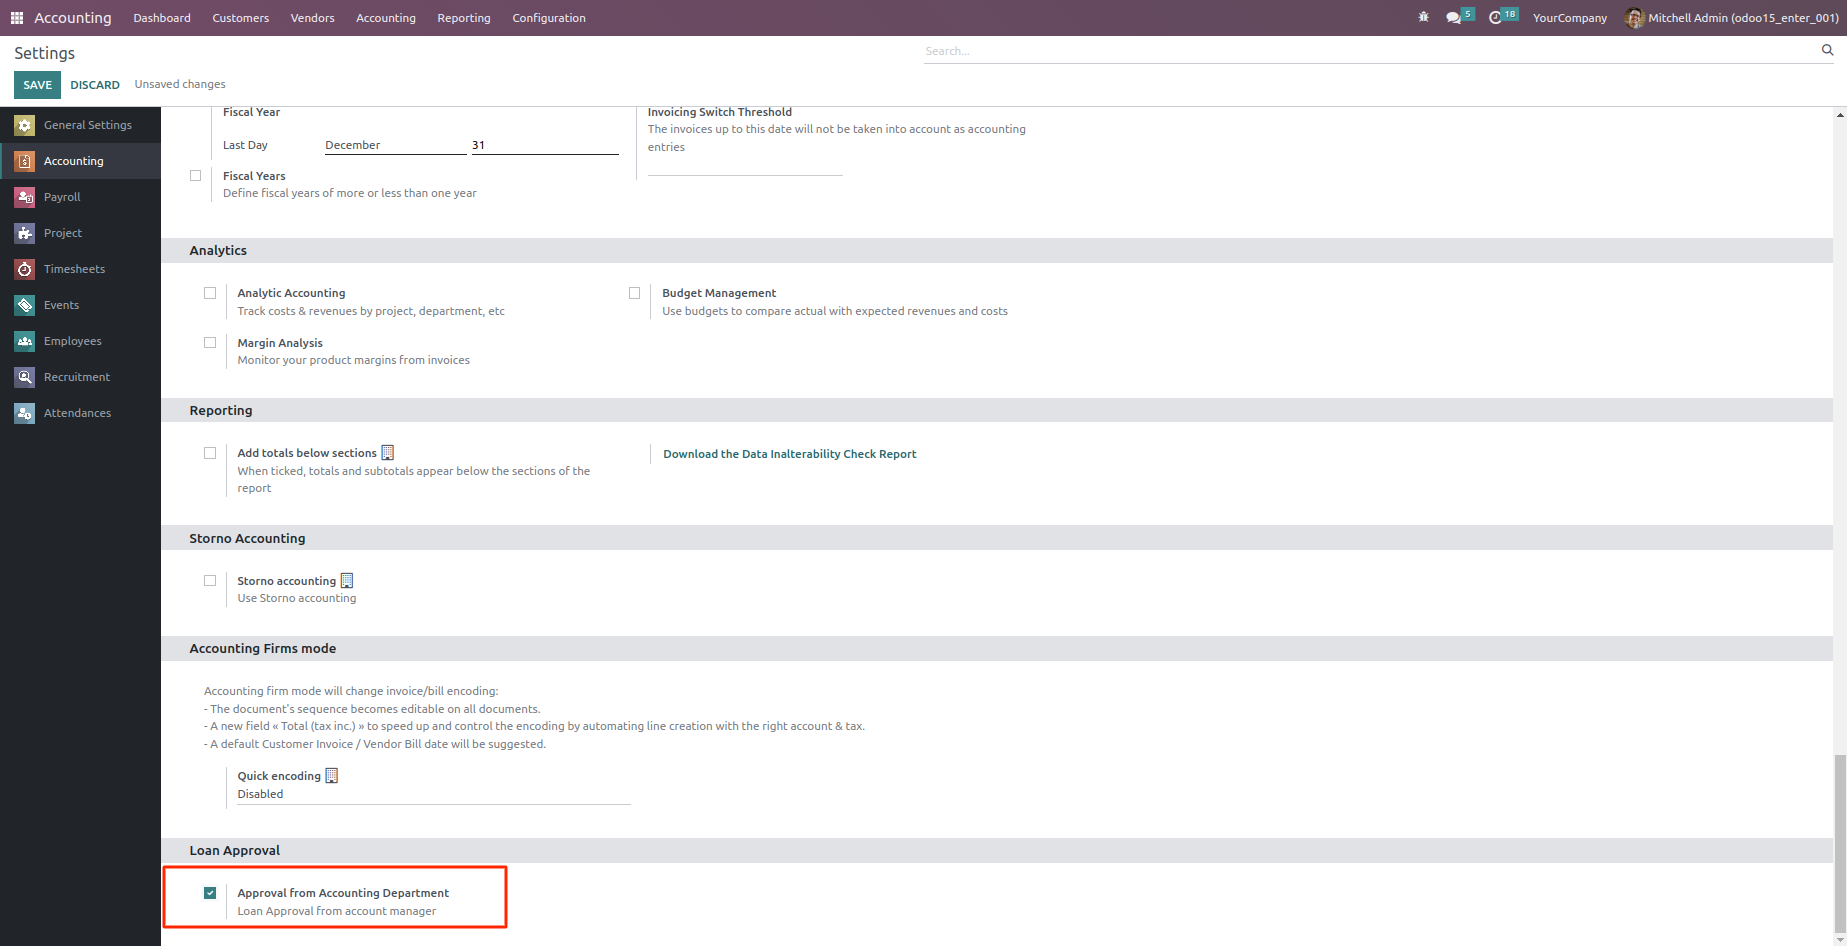 Accounting Dashboard Customers Vendors Accounting Reporting Configuration 5 18 YourCompany Mitchell Admin (odoo15_enter_001)
Settings
Search...
SAVE DISCARD Unsaved changes
General Settings
Accounting
Payroll
Project
Timesheets
Events
Employees
Recruitment
Attendances
Fiscal Year
Last Day December 31
Fiscal Years
Define fiscal years of more or less than one year
Invoicing Switch Threshold
The invoices up to this date will not be taken into account as accounting
entries
Analytics
Analytic Accounting
Track costs & revenues by project, department, etc
Budget Management
Use budgets to compare actual with expected revenues and costs
Margin Analysis
Monitor your product margins from invoices
Reporting
Add totals below sections
When ticked, totals and subtotals appear below the sections of the
report
Download the Data Inalterability Check Report
Storno Accounting
Storno accounting
Use Storno accounting
Accounting Firms mode
Accounting firm mode will change invoice/bill encoding:
- The document's sequence becomes editable on all documents.
- A new field « Total (tax inc.) » to speed up and control the encoding by automating line creation with the right account & tax.
- A default Customer Invoice / Vendor Bill date will be suggested.
Quick encoding
Disabled
Loan Approval
Approval from Accounting Department
Loan Approval from account manager